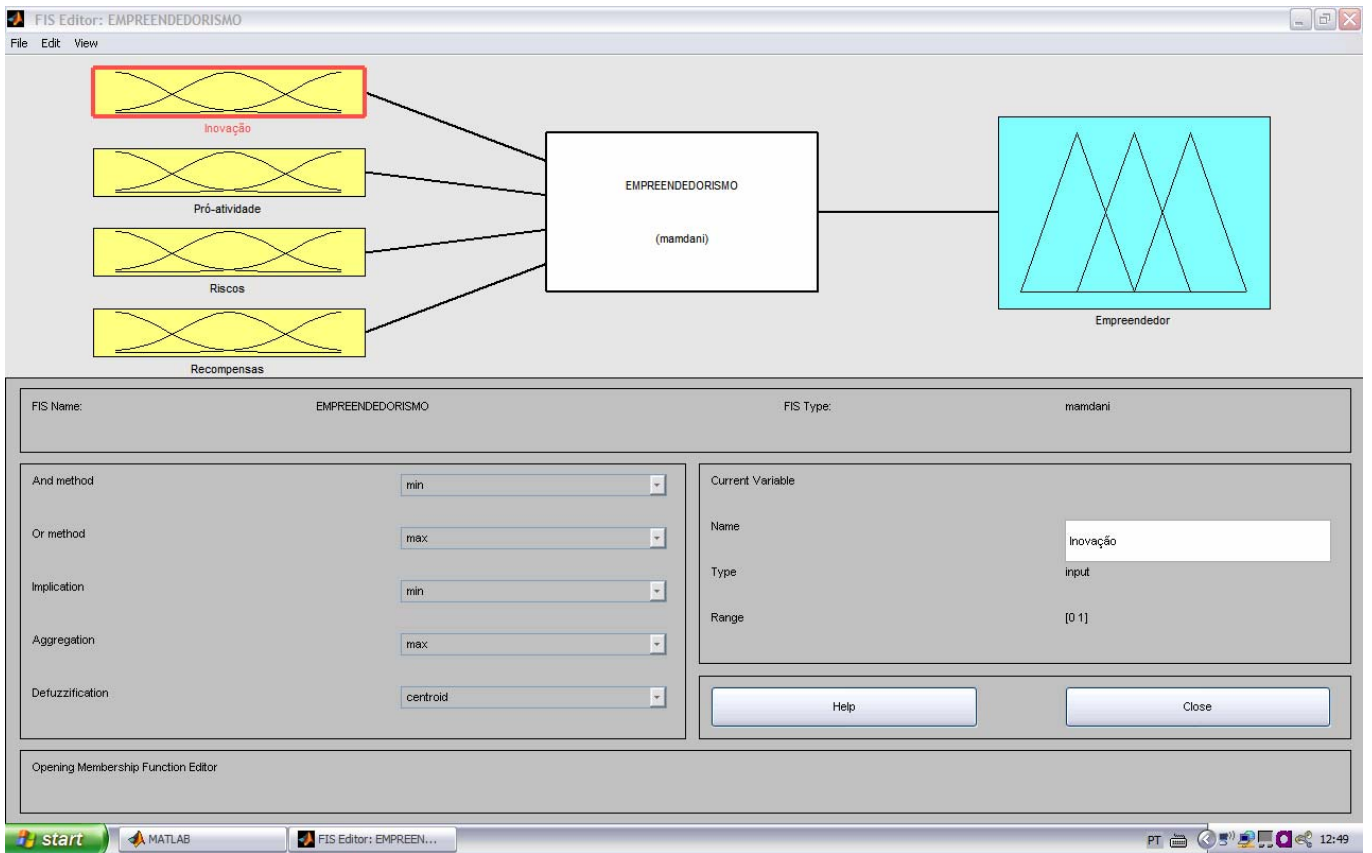 FIS Editor: EMPREENDEDORISMO
File Edit View
Inovação
Pró-atividade
Riscos
Recompensas
EMPREENDEDORISMO
(mamdani)
Empreendedor
FIS Name: EMPREENDEDORISMO FIS Type: mamdani
And method min
Or method max
Implication min
Aggregation max
Defuzzification centroid
Current Variable
Name Inovação
Type input
Range [0 1]
Help Close
Opening Membership Function Editor
start MATLAB FIS Editor: EMPREEN... PT 12:49